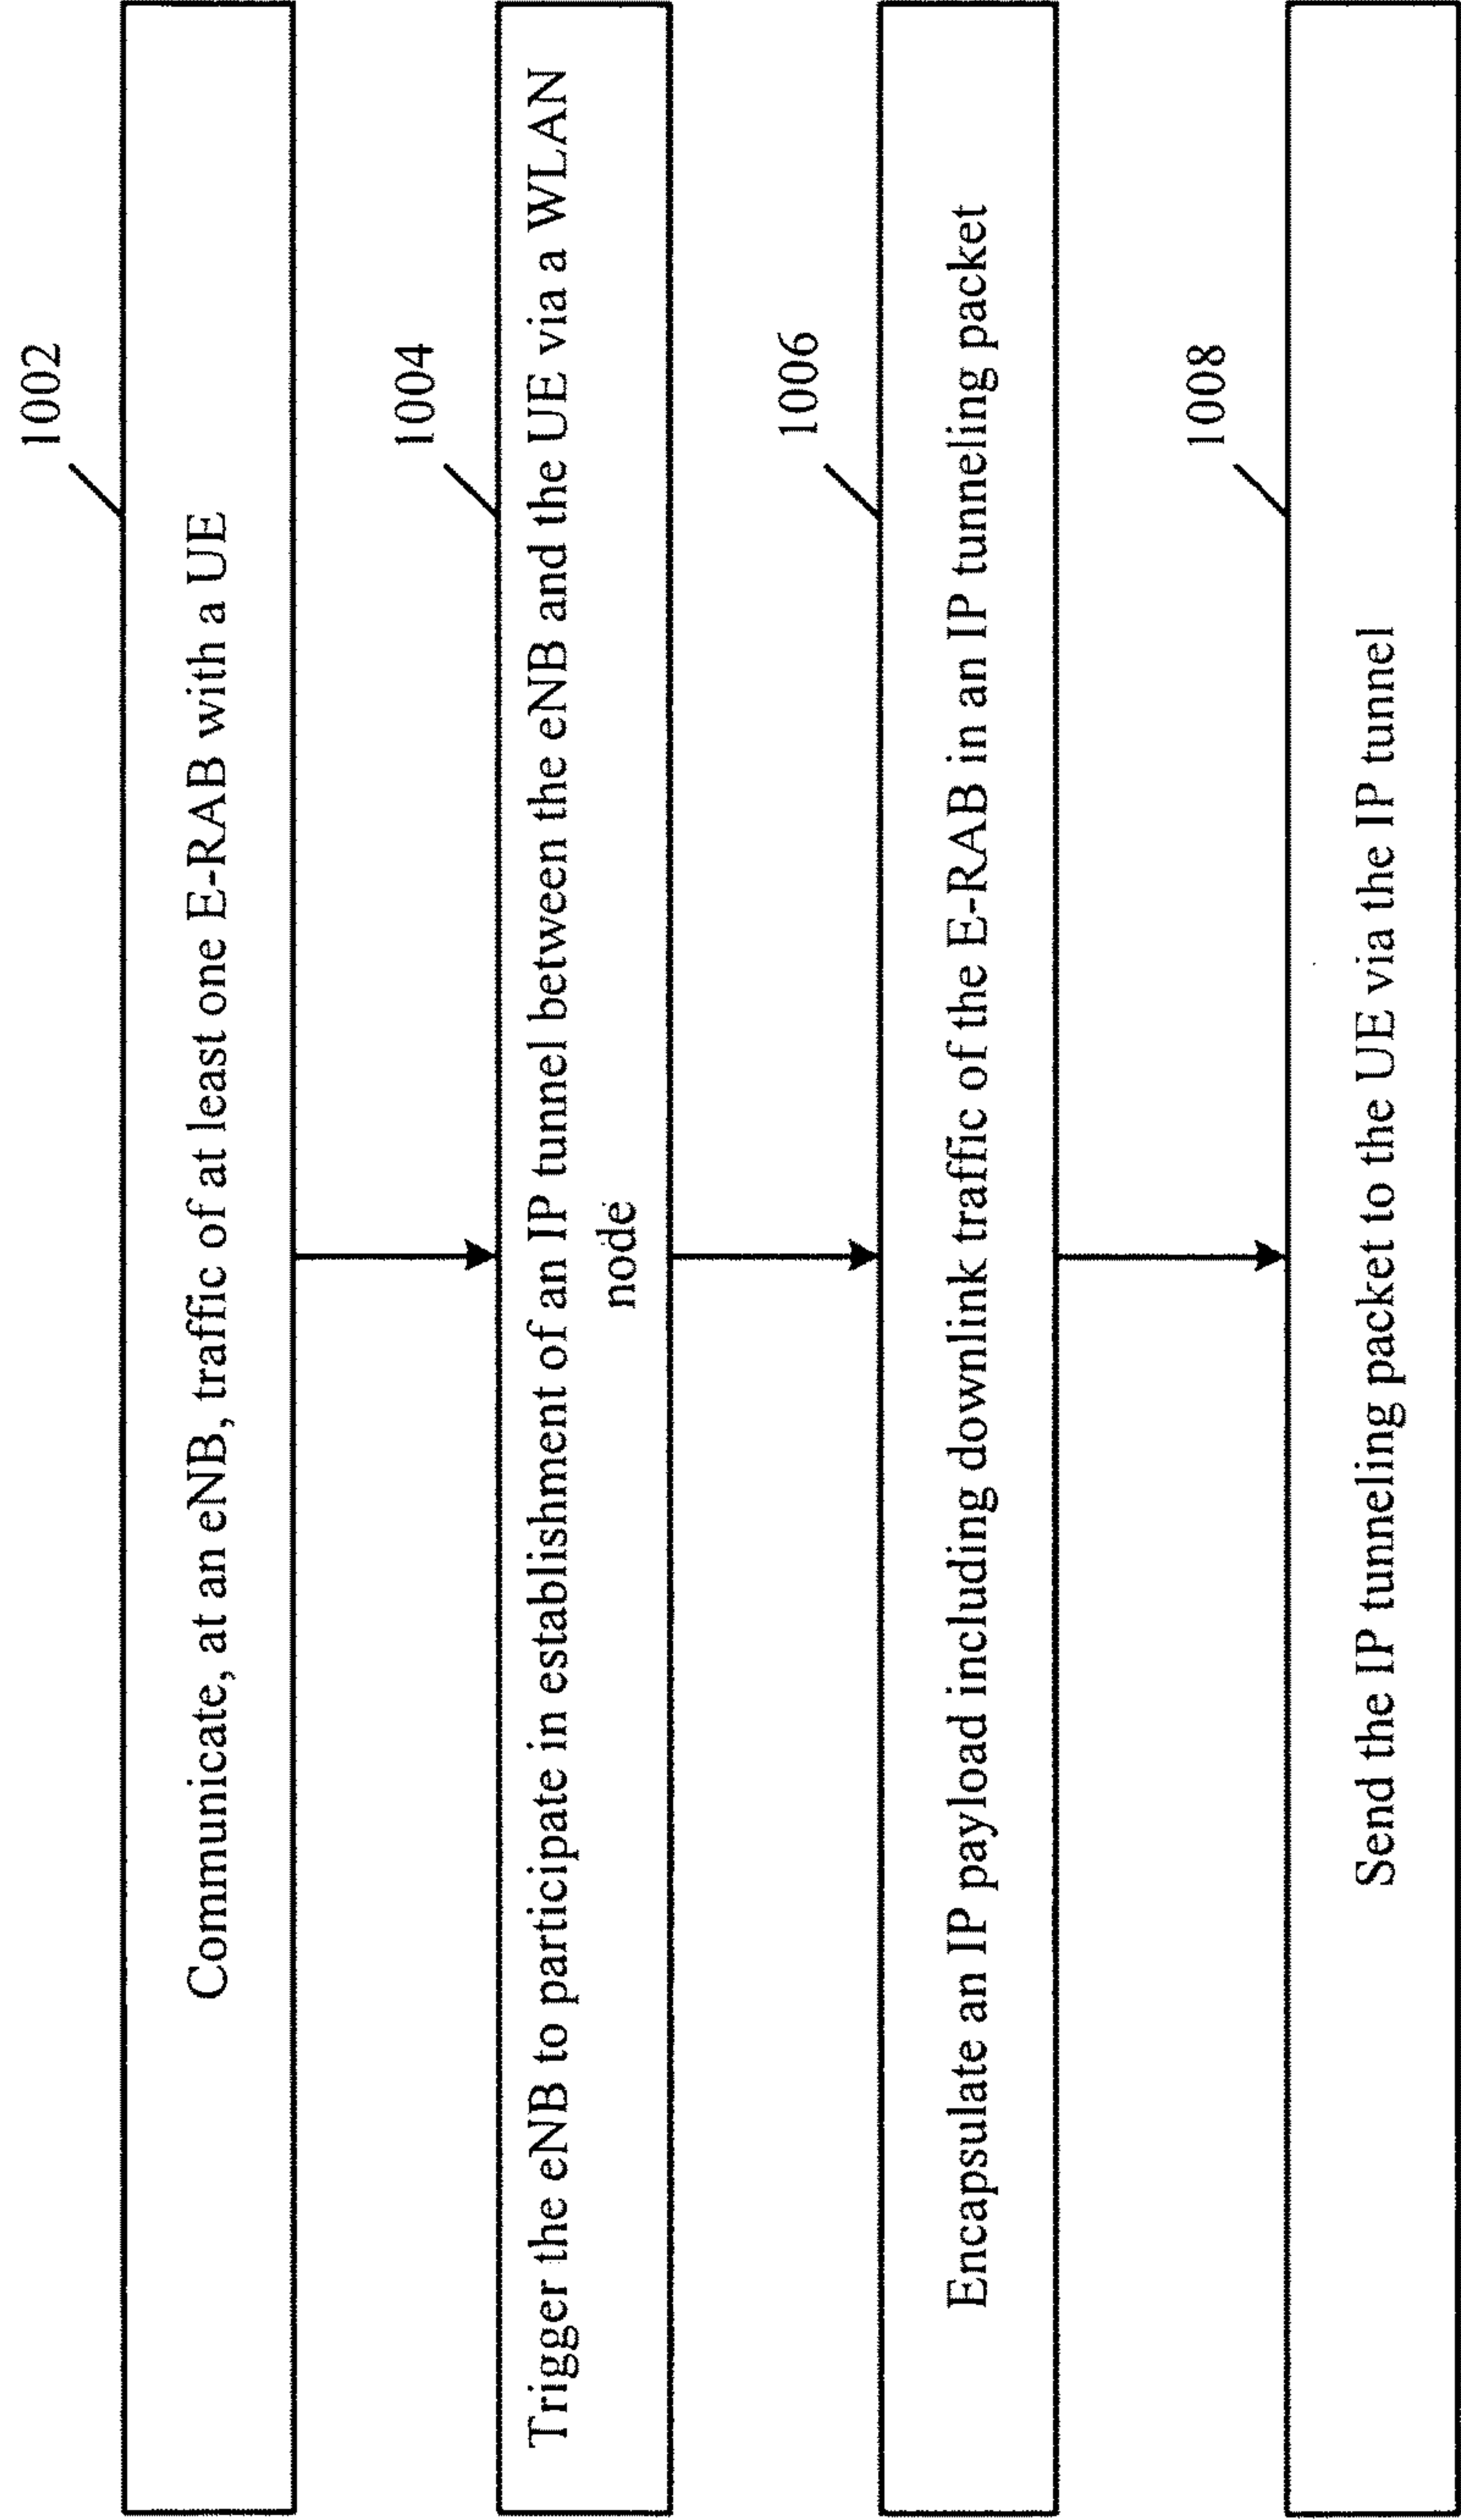 1002
Communicate, at an eNB, traffic of at least one E-RAB with a UE
1004
Trigger the eNB to participate in establishment of an IP tunnel between the eNB and the UE via a WLAN
node
1006
Encapsulate an IP payload including downlink traffic of the E-RAB in an IP tunneling packet
1008
Send the IP tunneling packet to the UE via the IP tunnel